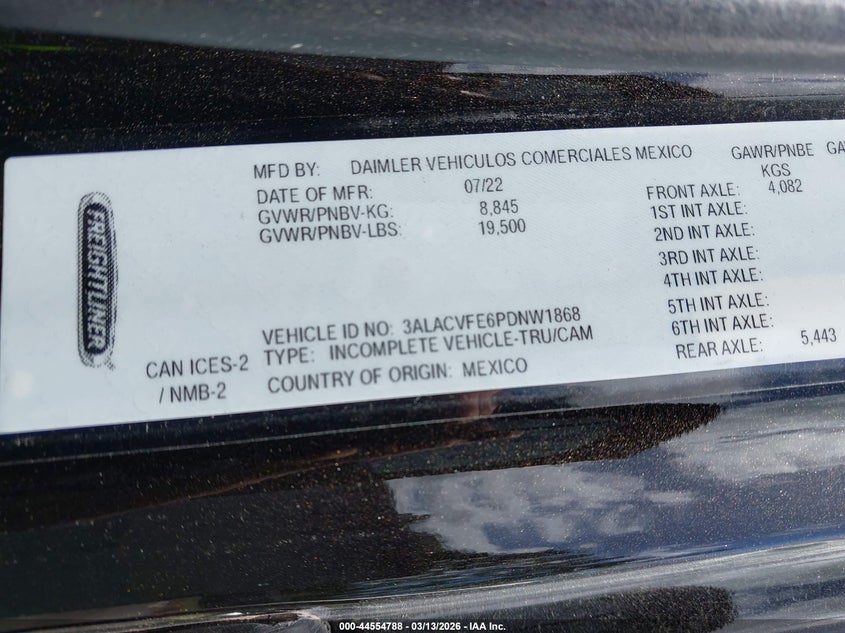 MFD BY: DAIMLER VEHICULOS COMERCIALES MEXICO
DATE OF MFR: 07/22
GVWR/PNBV-KG: 8,845
GVWR/PNBV-LBS: 19,500
VEHICLE ID NO: 3ALACVFE6PDNW1868
TYPE: INCOMPLETE VEHICLE-TRU/CAM
COUNTRY OF ORIGIN: MEXICO
FREIGHTLINER
CAN ICES-2
/ NMB-2
GAWR/PNBE GA
KGS
FRONT AXLE: 4,082
1ST INT AXLE:
2ND INT AXLE:
3RD INT AXLE:
4TH INT AXLE:
5TH INT AXLE:
6TH INT AXLE:
REAR AXLE: 5,443
000-44554788 - 03/13/2026 - IAA Inc.